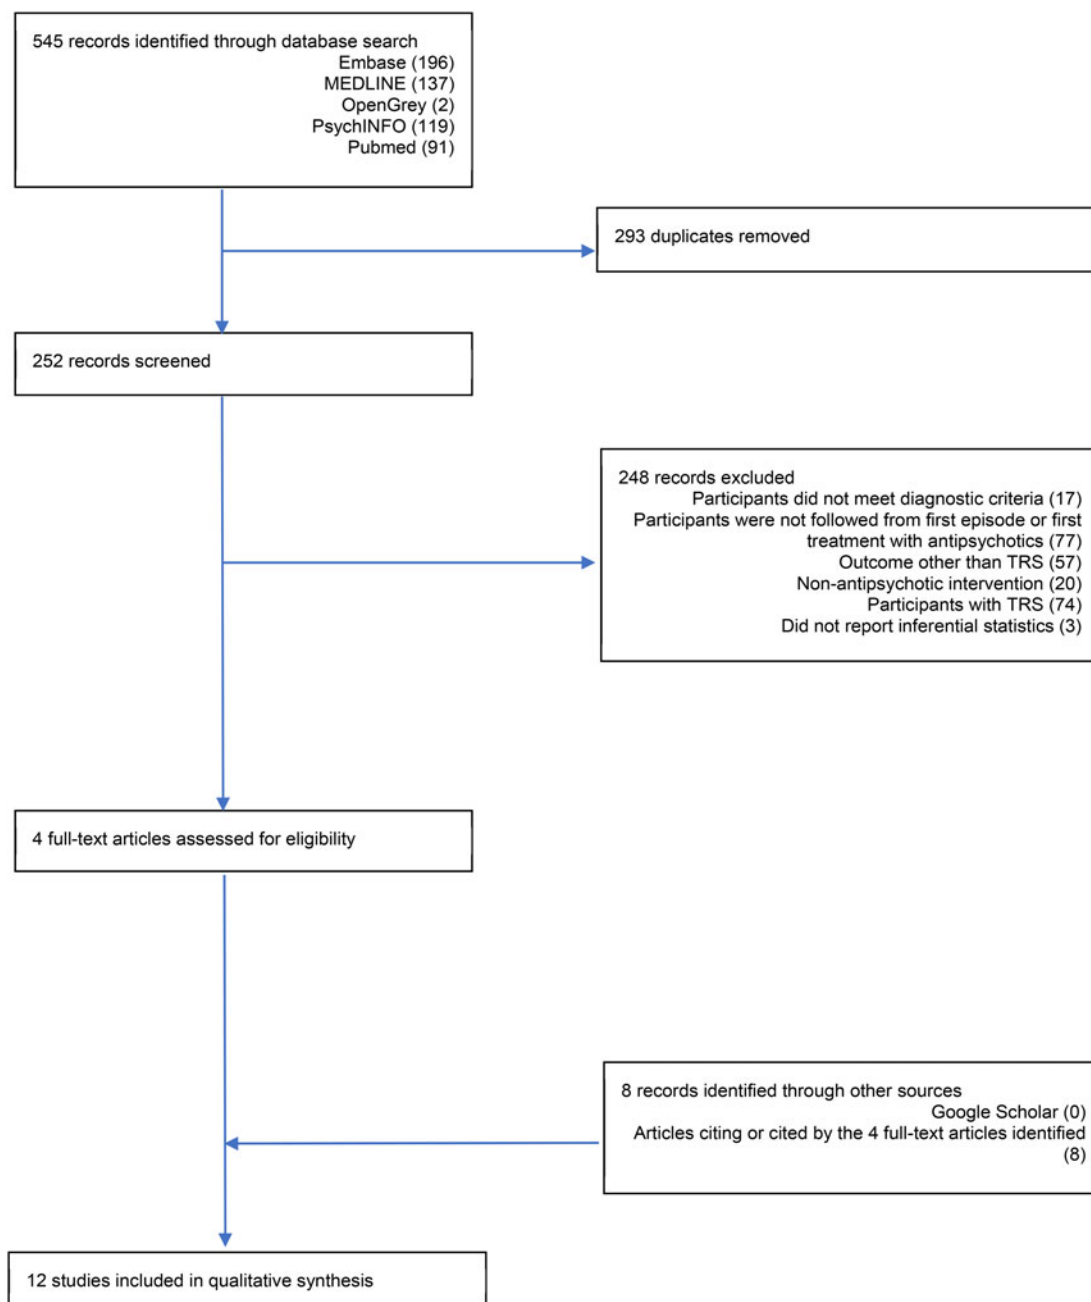 545 records identified through database search
Embase (196)
MEDLINE (137)
OpenGrey (2)
PsychINFO (119)
Pubmed (91)
293 duplicates removed
252 records screened
248 records excluded
Participants did not meet diagnostic criteria (17)
Participants were not followed from first episode or first
treatment with antipsychotics (77)
Outcome other than TRS (57)
Non-antipsychotic intervention (20)
Participants with TRS (74)
Did not report inferential statistics (3)
4 full-text articles assessed for eligibility
8 records identified through other sources
Google Scholar (0)
Articles citing or cited by the 4 full-text articles identified
(8)
12 studies included in qualitative synthesis